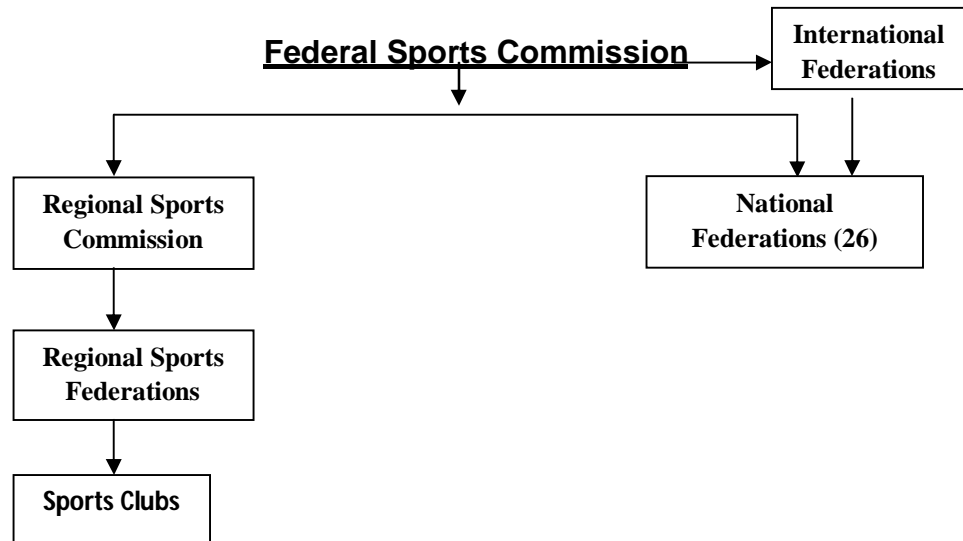 Federal Sports Commission
International
Federations
Regional Sports
Commission
National
Federations (26)
Regional Sports
Federations
Sports Clubs